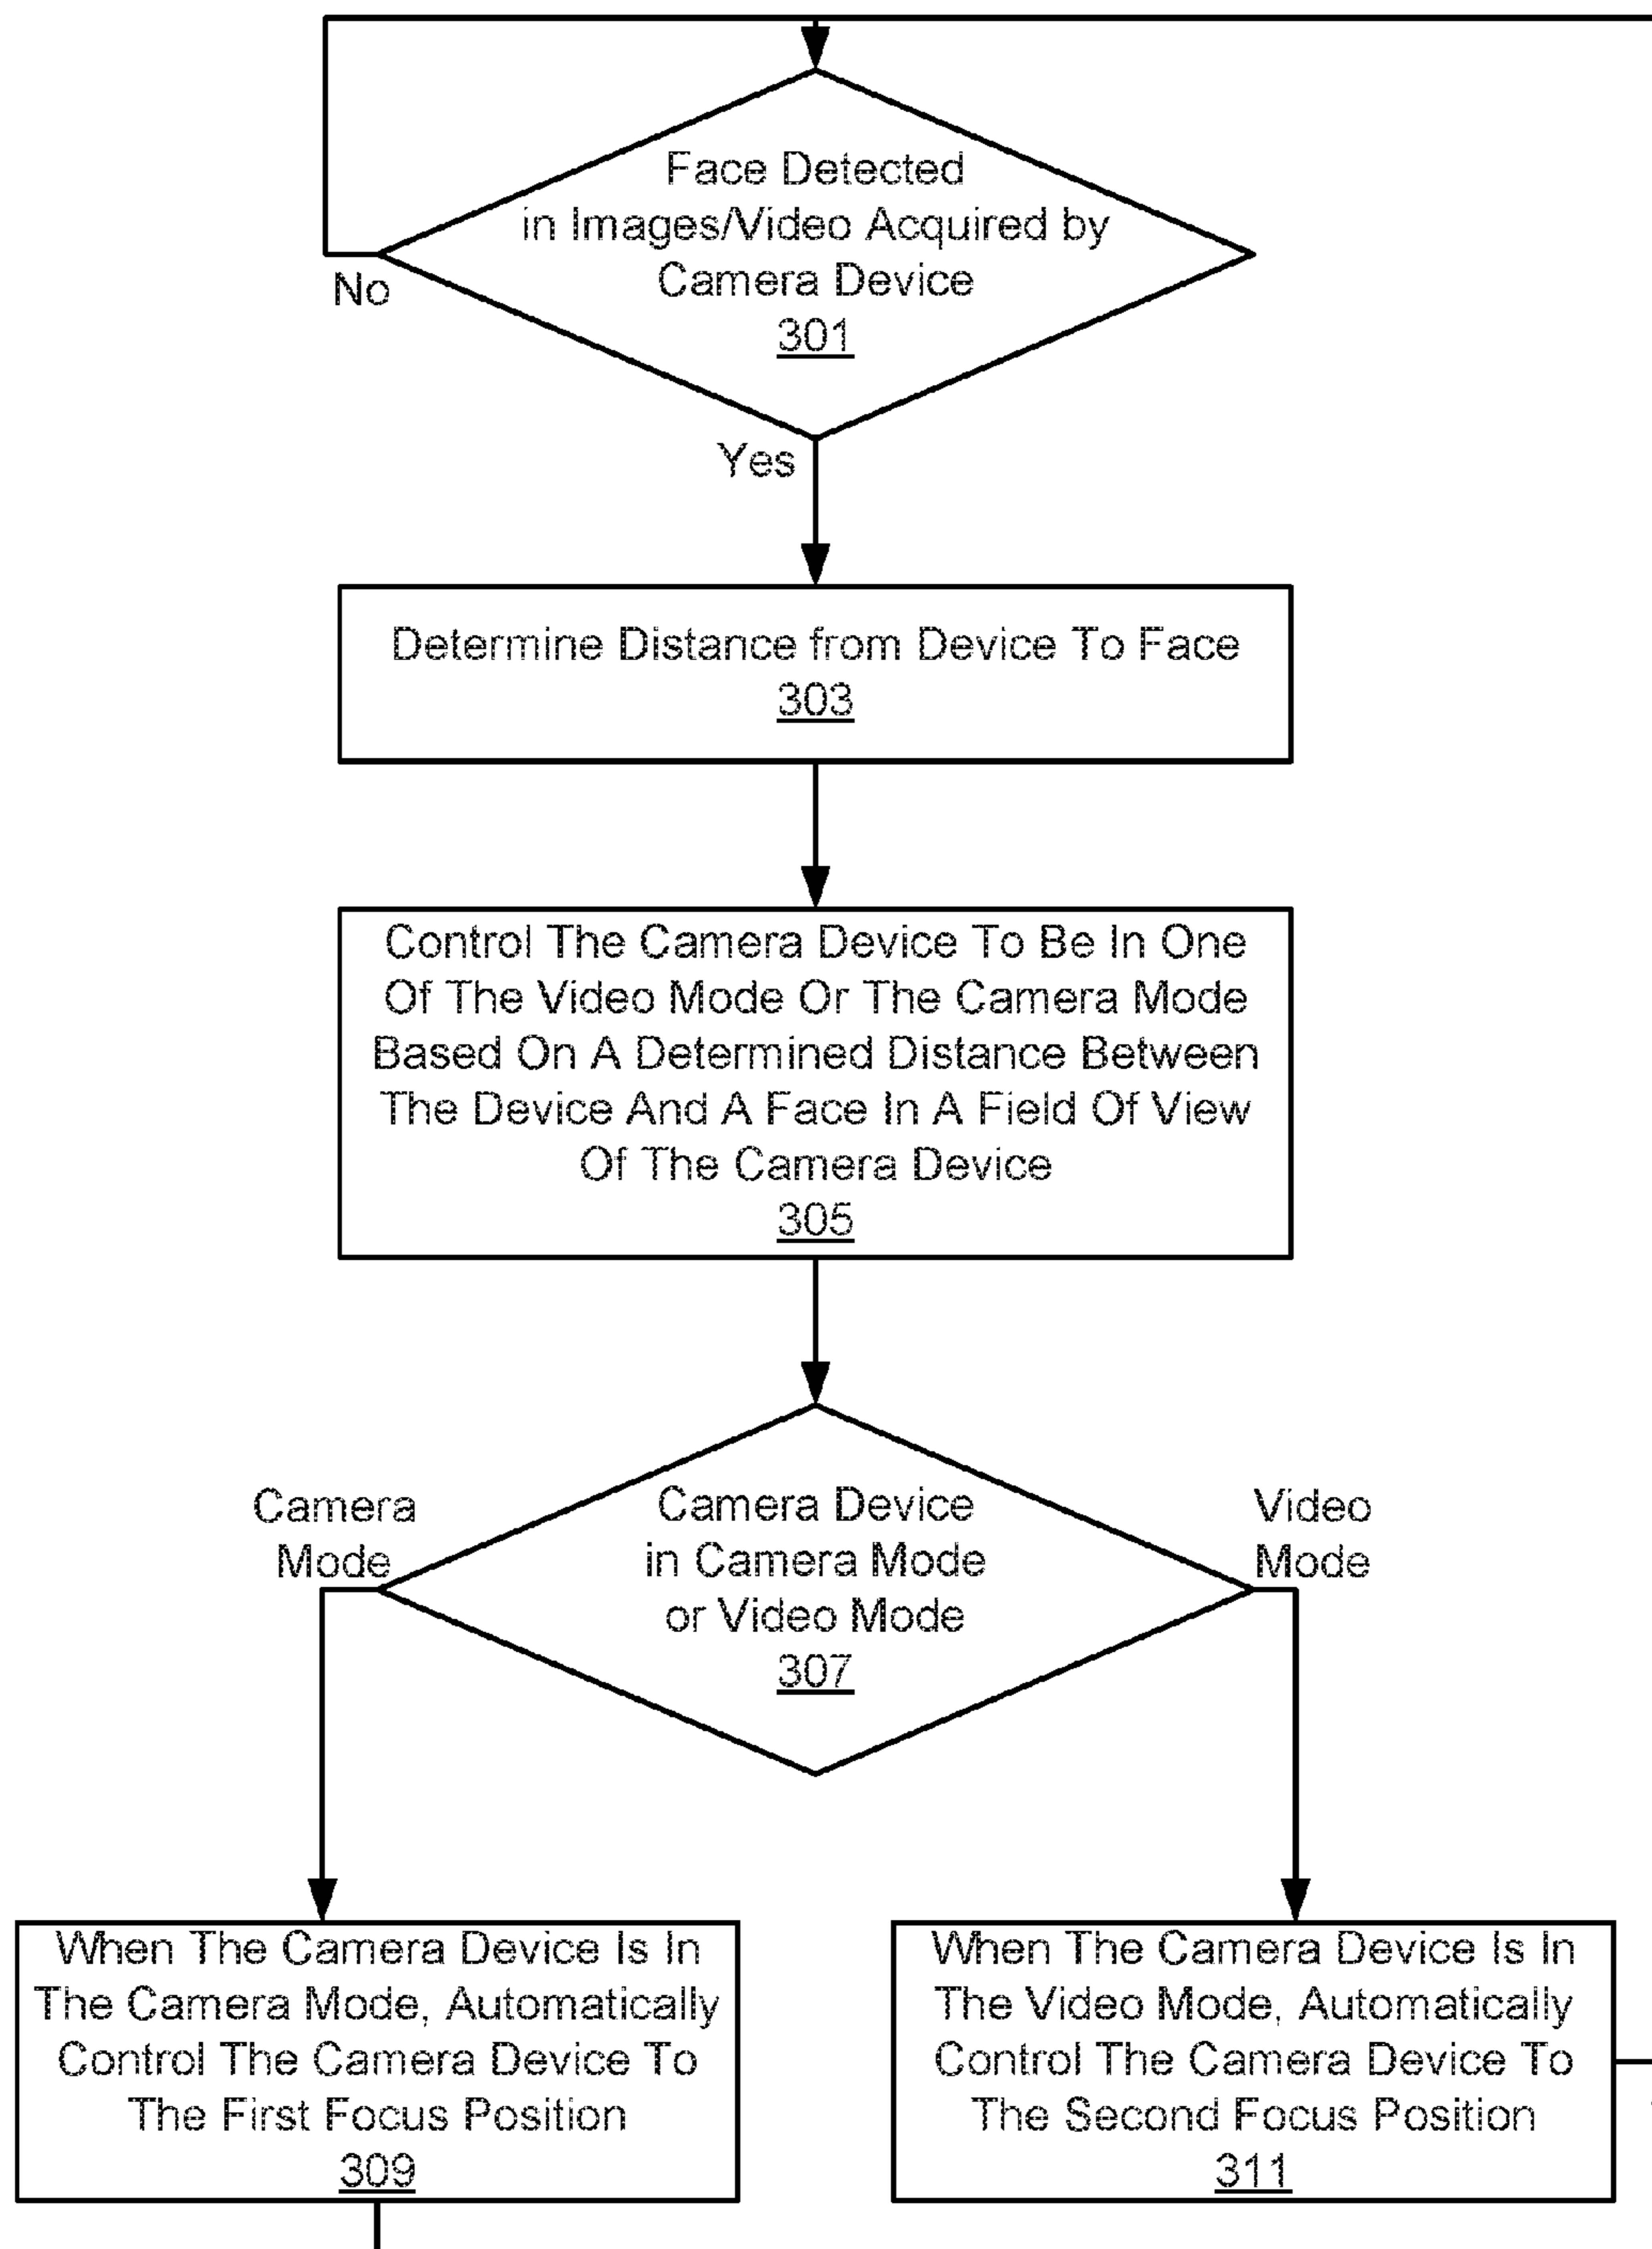 Face Detected
in Images/Video Acquired by
Camera Device
301
No
Yes
Determine Distance from Device To Face
303
Control The Camera Device To Be In One
Of The Video Mode Or The Camera Mode
Based On A Determined Distance Between
The Device And A Face In A Field Of View
Of The Camera Device
305
Camera
Mode
Camera Device
in Camera Mode
or Video Mode
307
Video
Mode
When The Camera Device Is In
The Camera Mode, Automatically
Control The Camera Device To
The First Focus Position
309
When The Camera Device Is In
The Video Mode, Automatically
Control The Camera Device To
The Second Focus Position
311